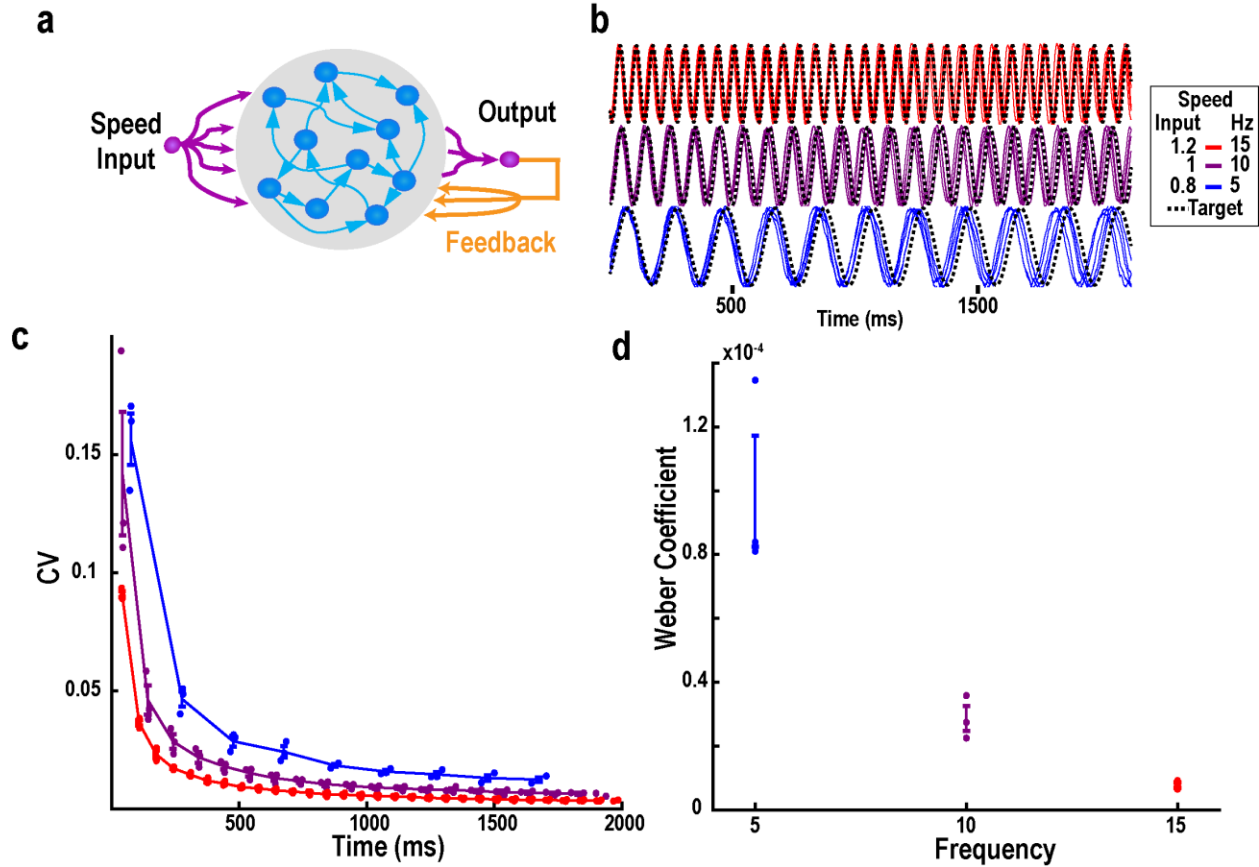 a
Speed
Input
Output
Feedback
b
500
1500
Time (ms)
Speed
Input Hz
1.2 15
1 10
0.8 5
Target
c
CV
0.15
0.1
0.05
500
1000
1500
2000
Time (ms)
d
x10-4
Weber Coefficient
1.2
0.8
0.4
0
5
10
15
Frequency